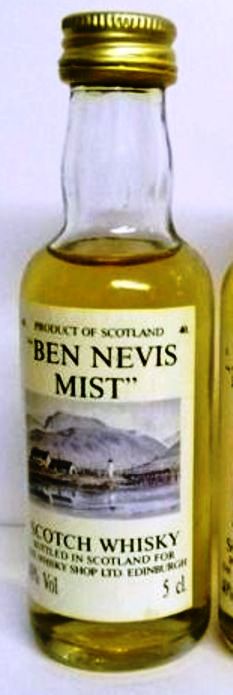 PRODUCT OF SCOTLAND
"BEN NEVIS
MIST"
SCOTCH WHISKY
BOTTLED IN SCOTLAND FOR
WHISKY SHOP LTD. EDINBURGH
Vol 5 cl.